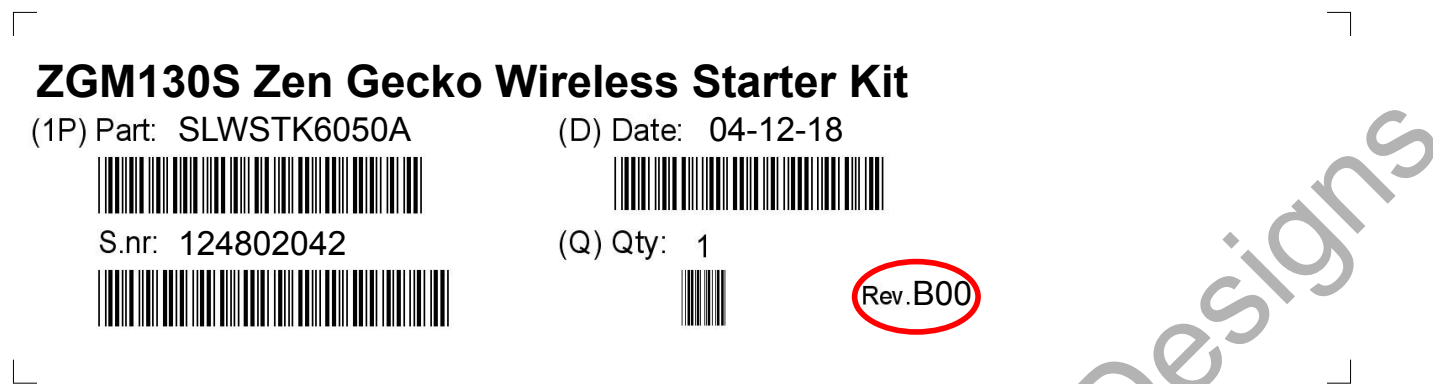 ZGM130S Zen Gecko Wireless Starter Kit
(1P) Part: SLWSTK6050A
(D) Date: 04-12-18
S.nr: 124802042
(Q) Qty: 1
Rev.B00
Designs